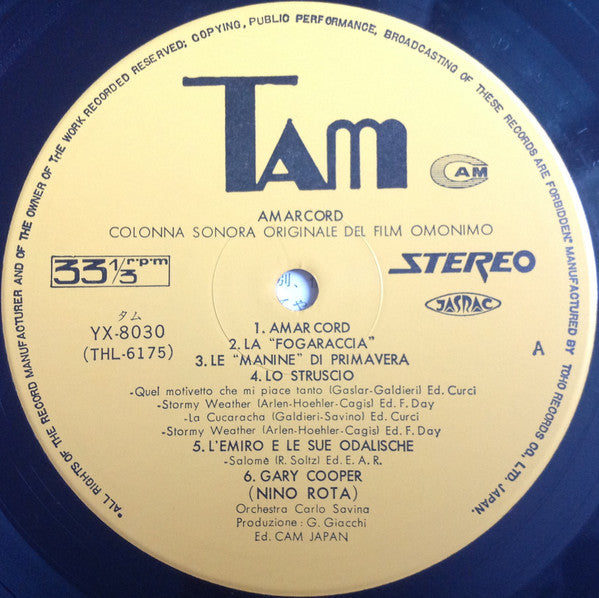 "ALL RIGHTS OF THE RECORD MANUFACTURER AND OF THE OWNER OF THE WORK RECORDED RESERVED; COPYING, PUBLIC PERFORMANCE, BROADCASTING OF THESE RECORDS ARE FORBIDDEN" MANUFACTURED BY TOHO RECORDS CO., LTD, JAPAN.
TAM
CAM
AMARCORD
COLONNA SONORA ORIGINALE DEL FILM OMONIMO
33 1/3 r·p·m
STEREO
JASRAC
タム
YX-8030
(THL-6175)
A
1. AMARCORD
2. LA "FOGARACCIA"
3. LE "MANINE" DI PRIMAVERA
4. LO STRUSCIO
-Quel motivetto che mi piace tanto (Gaslar-Galdieri) Ed. Curci
-Stormy Weather (Arlen-Hoehler-Cagis) Ed. F. Day
-La Cucaracha (Galdieri-Savino) Ed. Curci
-Stormy Weather (Arlen-Hoehler-Cagis) Ed. F. Day
5. L'EMIRO E LE SUE ODALISCHE
-Salomè (R. Soltz) Ed. E. A. R.
6. GARY COOPER
(NINO ROTA)
Orchestra Carlo Savina
Produzione : G. Giacchi
Ed. CAM JAPAN